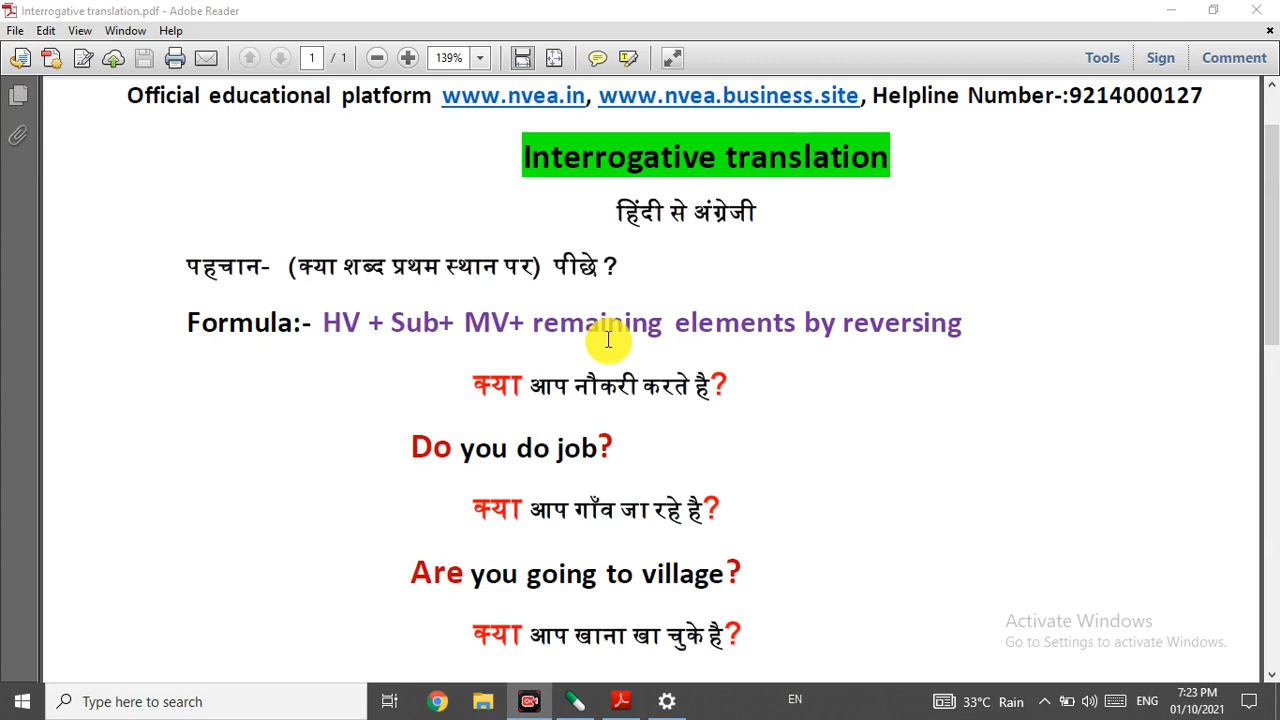 Interrogative translation.pdf - Adobe Reader
File Edit View Window Help
1 / 1 139% Tools Sign Comment
Official educational platform www.nvea.in, www.nvea.business.site, Helpline Number-:9214000127
Interrogative translation
हिंदी से अंग्रेजी
पहचान- (क्या शब्द प्रथम स्थान पर) पीछे ?
Formula:- HV + Sub+ MV+ remaining elements by reversing
क्या आप नौकरी करते है?
Do you do job?
क्या आप गाँव जा रहे है?
Are you going to village?
क्या आप खाना खा चुके है?
Activate Windows
Go to Settings to activate Windows.
Type here to search
EN
33°C Rain
ENG
7:23 PM
01/10/2021